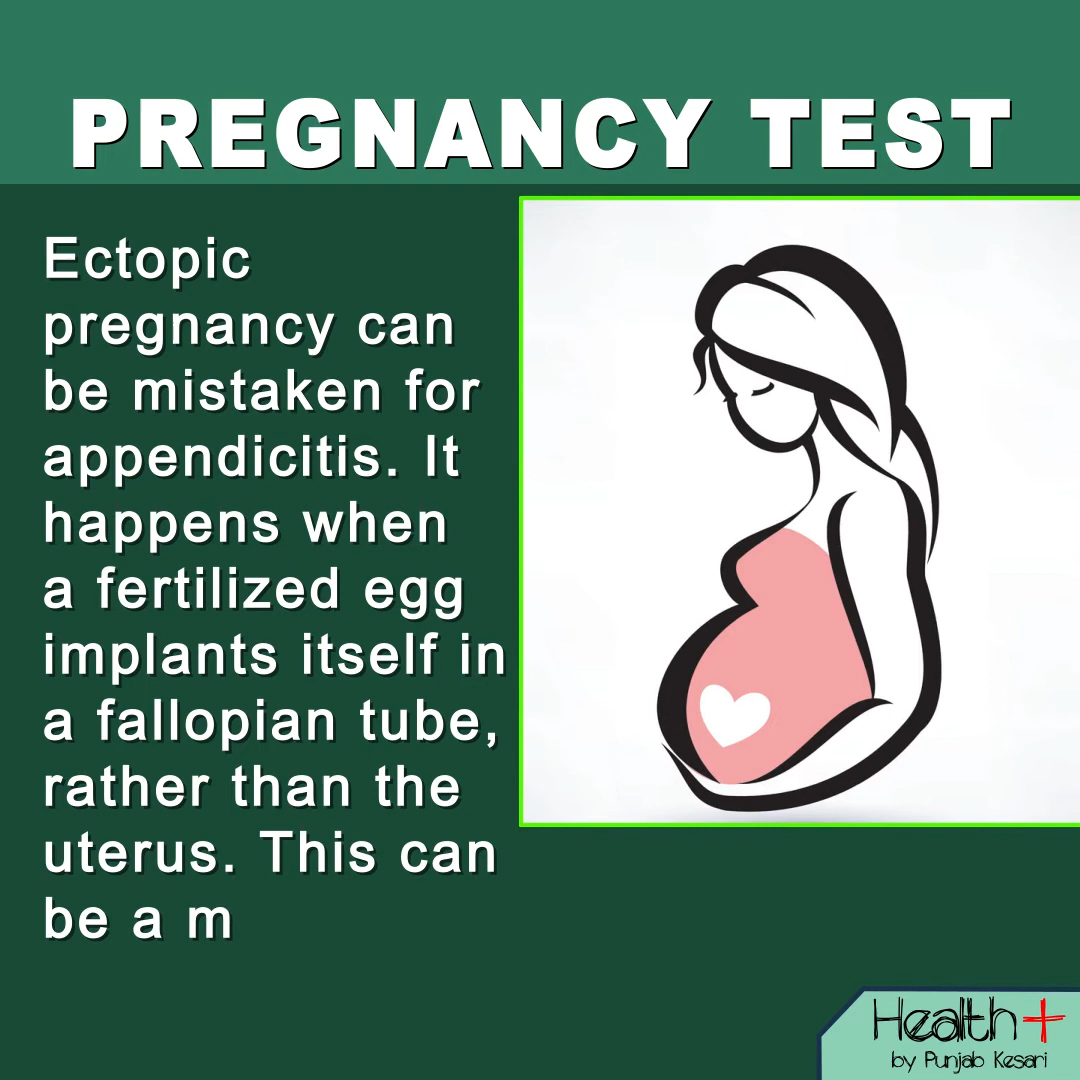 PREGNANCY TEST
Ectopic
pregnancy can
be mistaken for
appendicitis. It
happens when
a fertilized egg
implants itself in
a fallopian tube,
rather than the
uterus. This can
be a m
Health+
by Punjab Kesari